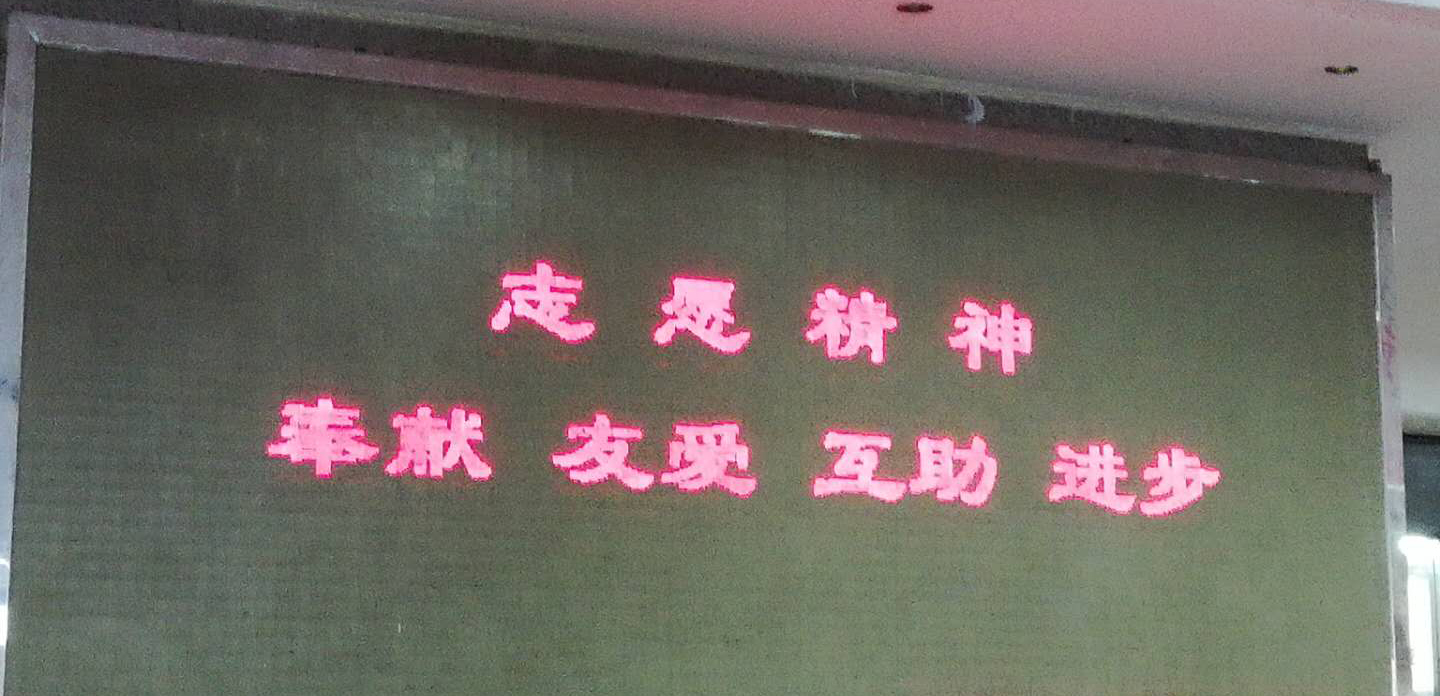 志愿精神
奉献 友爱 互助 进步